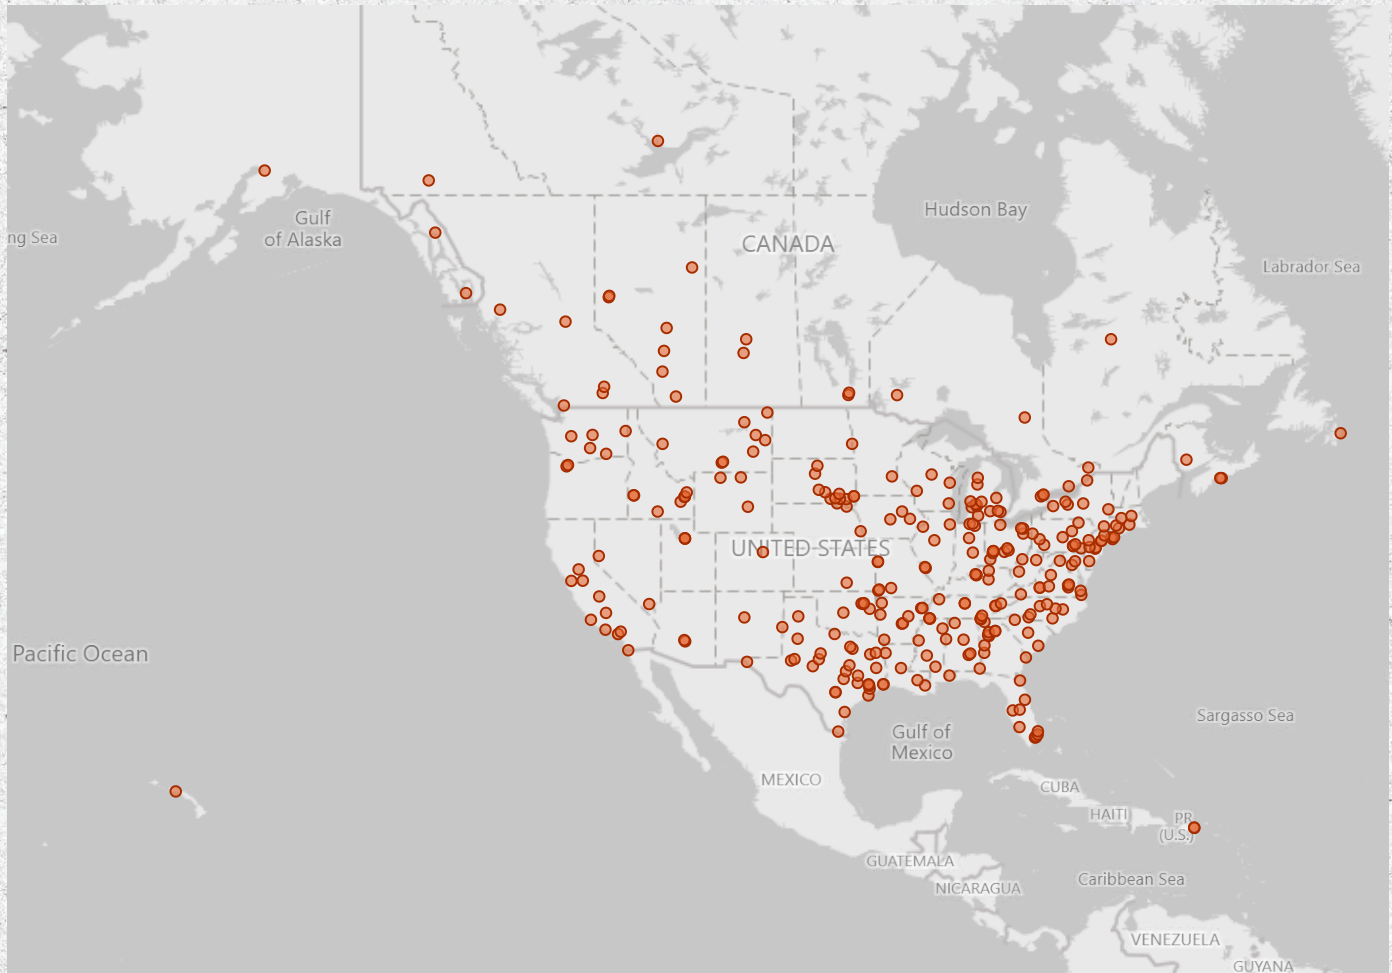 Hudson Bay
Gulf
of Alaska
ng Sea
CANADA
Labrador Sea
UNITED STATES
Pacific Ocean
Sargasso Sea
Gulf of
Mexico
MEXICO
CUBA
HAITI
PR
(U.S.)
GUATEMALA
Caribbean Sea
NICARAGUA
VENEZUELA
GUYANA